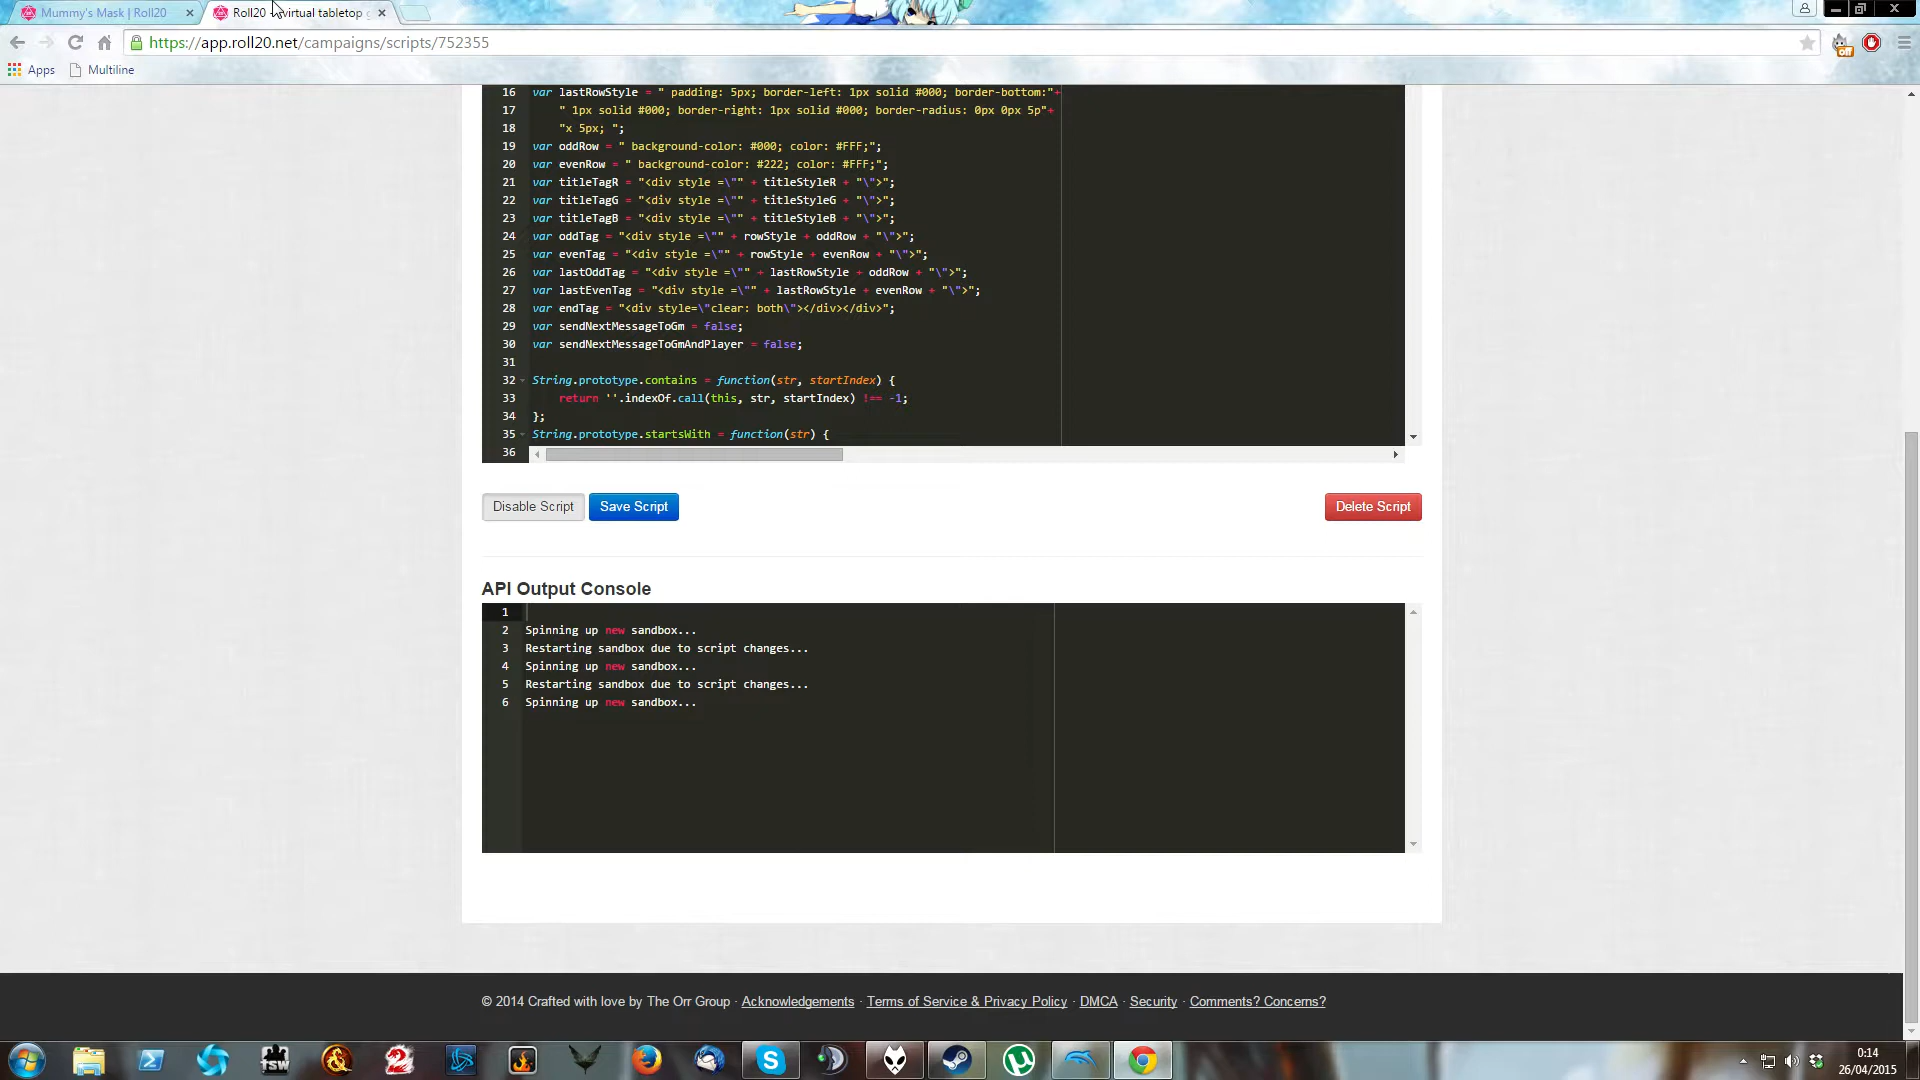 Mummy's Mask | Roll20
Roll20 virtual tabletop
https://app.roll20.net/campaigns/scripts/752355
Apps
Multiline
16 var lastRowStyle = " padding: 5px; border-left: 1px solid #000; border-bottom:"+
17 " 1px solid #000; border-right: 1px solid #000; border-radius: 0px 0px 5p"+
18 "x 5px; ";
19 var oddRow = " background-color: #000; color: #FFF;";
20 var evenRow = " background-color: #222; color: #FFF;";
21 var titleTagR = "<div style =\"" + titleStyleR + "\">";
22 var titleTagG = "<div style =\"" + titleStyleG + "\">";
23 var titleTagB = "<div style =\"" + titleStyleB + "\">";
24 var oddTag = "<div style =\"" + rowStyle + oddRow + "\">";
25 var evenTag = "<div style =\"" + rowStyle + evenRow + "\">";
26 var lastOddTag = "<div style =\"" + lastRowStyle + oddRow + "\">";
27 var lastEvenTag = "<div style =\"" + lastRowStyle + evenRow + "\">";
28 var endTag = "<div style=\"clear: both\"></div></div>";
29 var sendNextMessageToGm = false;
30 var sendNextMessageToGmAndPlayer = false;
31
32 String.prototype.contains = function(str, startIndex) {
33 return ''.indexOf.call(this, str, startIndex) !== -1;
34 };
35 String.prototype.startsWith = function(str) {
36
Disable Script
Save Script
Delete Script
API Output Console
1
2 Spinning up new sandbox...
3 Restarting sandbox due to script changes...
4 Spinning up new sandbox...
5 Restarting sandbox due to script changes...
6 Spinning up new sandbox...
© 2014 Crafted with love by The Orr Group · Acknowledgements · Terms of Service & Privacy Policy · DMCA · Security · Comments? Concerns?
TSW
0:14
26/04/2015